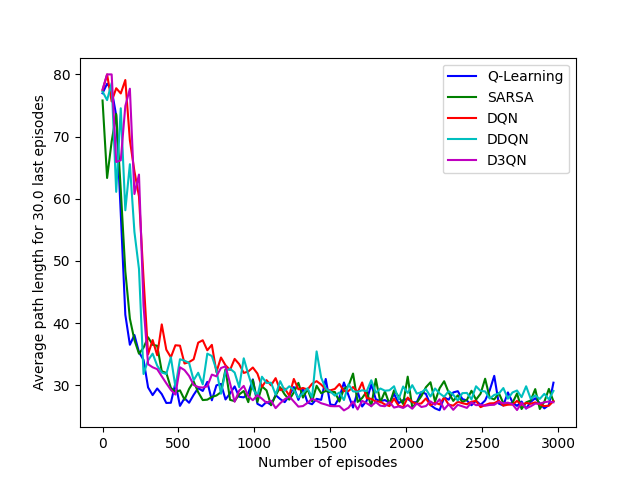 Average path length for 30.0 last episodes
80
70
60
50
40
30
0
500
1000
1500
2000
2500
3000
Number of episodes
Q-Learning
SARSA
DQN
DDQN
D3QN